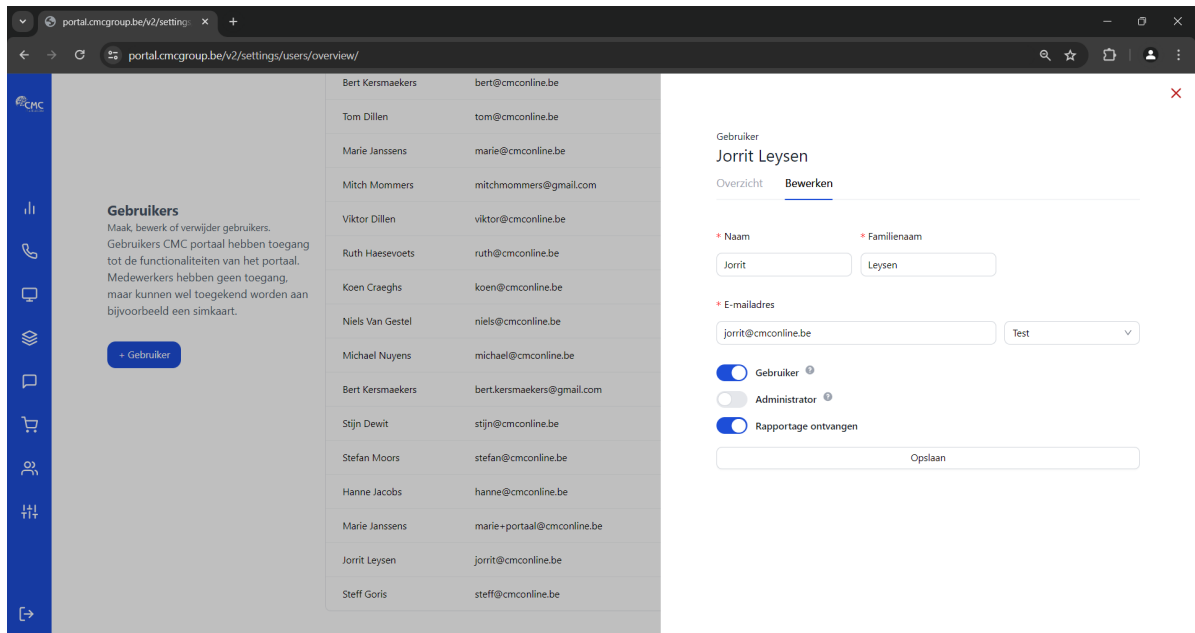 portal.cmcgroup.be/v2/settings
portal.cmcgroup.be/v2/settings/users/overview/
CMC
Gebruikers
Maak, bewerk of verwijder gebruikers.
Gebruikers CMC portaal hebben toegang
tot de functionaliteiten van het portaal.
Medewerkers hebben geen toegang,
maar kunnen wel toegekend worden aan
bijvoorbeeld een simkaart.
+ Gebruiker
Bert Kersmaekers bert@cmconline.be
Tom Dillen tom@cmconline.be
Marie Janssens marie@cmconline.be
Mitch Mommers mitchmommers@gmail.com
Viktor Dillen viktor@cmconline.be
Ruth Haesevoets ruth@cmconline.be
Koen Craeghs koen@cmconline.be
Niels Van Gestel niels@cmconline.be
Michael Nuyens michael@cmconline.be
Bert Kersmaekers bert.kersmaekers@gmail.com
Stijn Dewit stijn@cmconline.be
Stefan Moors stefan@cmconline.be
Hanne Jacobs hanne@cmconline.be
Marie Janssens marie+portaal@cmconline.be
Jorrit Leysen jorrit@cmconline.be
Steff Goris steff@cmconline.be
Gebruiker
Jorrit Leysen
Overzicht Bewerken
* Naam * Familienaam
Jorrit Leysen
* E-mailadres
jorrit@cmconline.be Test
Gebruiker ?
Administrator ?
Rapportage ontvangen
Opslaan